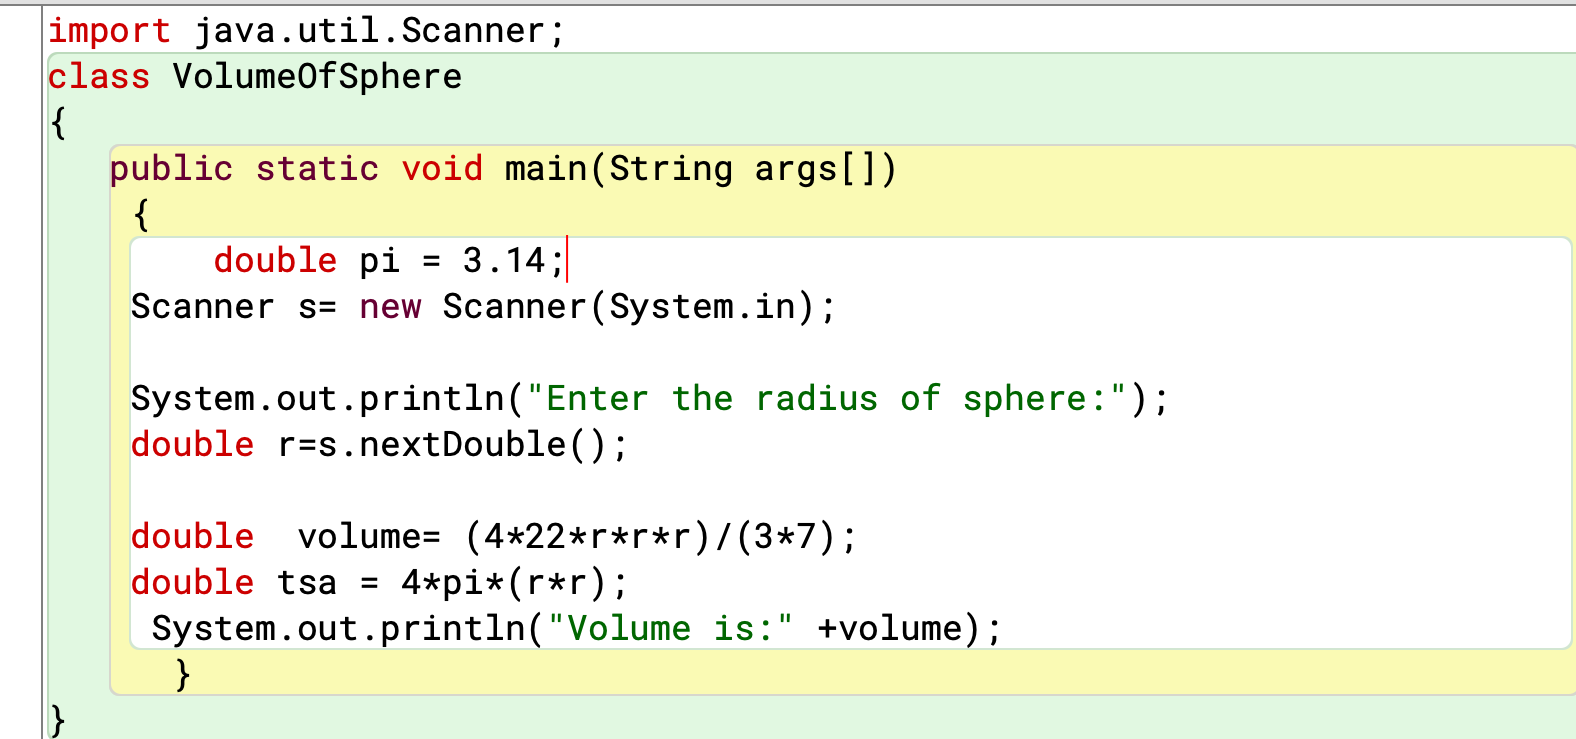 import java.util.Scanner;
class VolumeOfSphere
{
public static void main(String args[])
{
double pi = 3.14;
Scanner s= new Scanner(System.in);
System.out.println("Enter the radius of sphere:");
double r=s.nextDouble();
double  volume= (4*22*r*r*r)/(3*7);
double tsa = 4*pi*(r*r);
System.out.println("Volume is:" +volume);
}
}